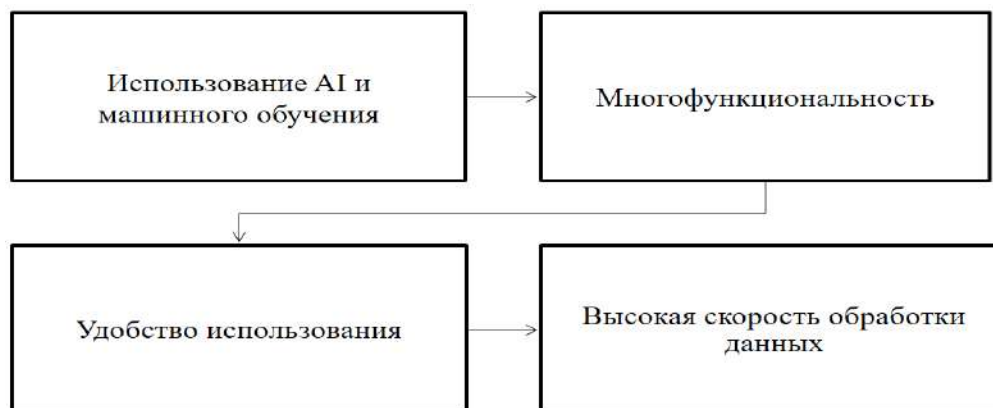 Использование AI и
машинного обучения
Многофункциональность
Удобство использования
Высокая скорость обработки
данных